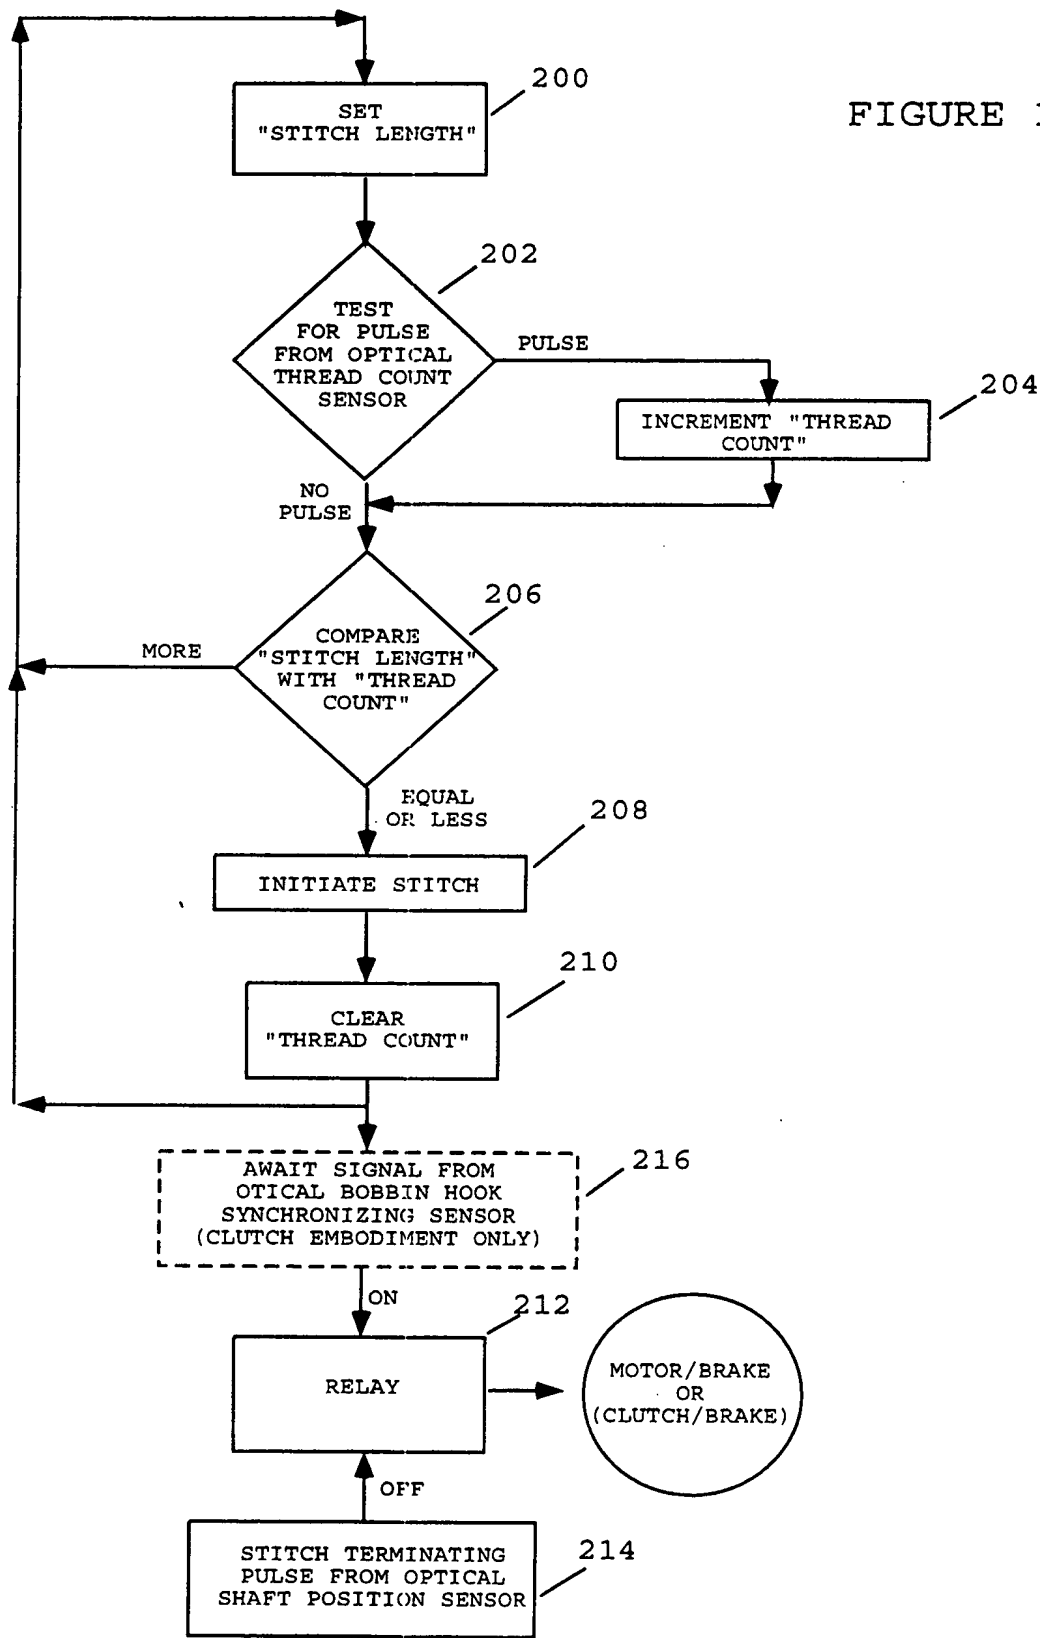 200
SET
"STITCH LENGTH"
FIGURE
202
TEST
FOR PULSE
FROM OPTICAL
THREAD COUNT
SENSOR
PULSE
204
INCREMENT "THREAD
COUNT"
NO
PULSE
206
COMPARE
"STITCH LENGTH"
WITH "THREAD
COUNT"
MORE
EQUAL
OR LESS
208
INITIATE STITCH
210
CLEAR
"THREAD COUNT"
216
AWAIT SIGNAL FROM
OTICAL BOBBIN HOOK
SYNCHRONIZING SENSOR
(CLUTCH EMBODIMENT ONLY)
ON
212
RELAY
MOTOR/BRAKE
OR
(CLUTCH/BRAKE)
OFF
214
STITCH TERMINATING
PULSE FROM OPTICAL
SHAFT POSITION SENSOR